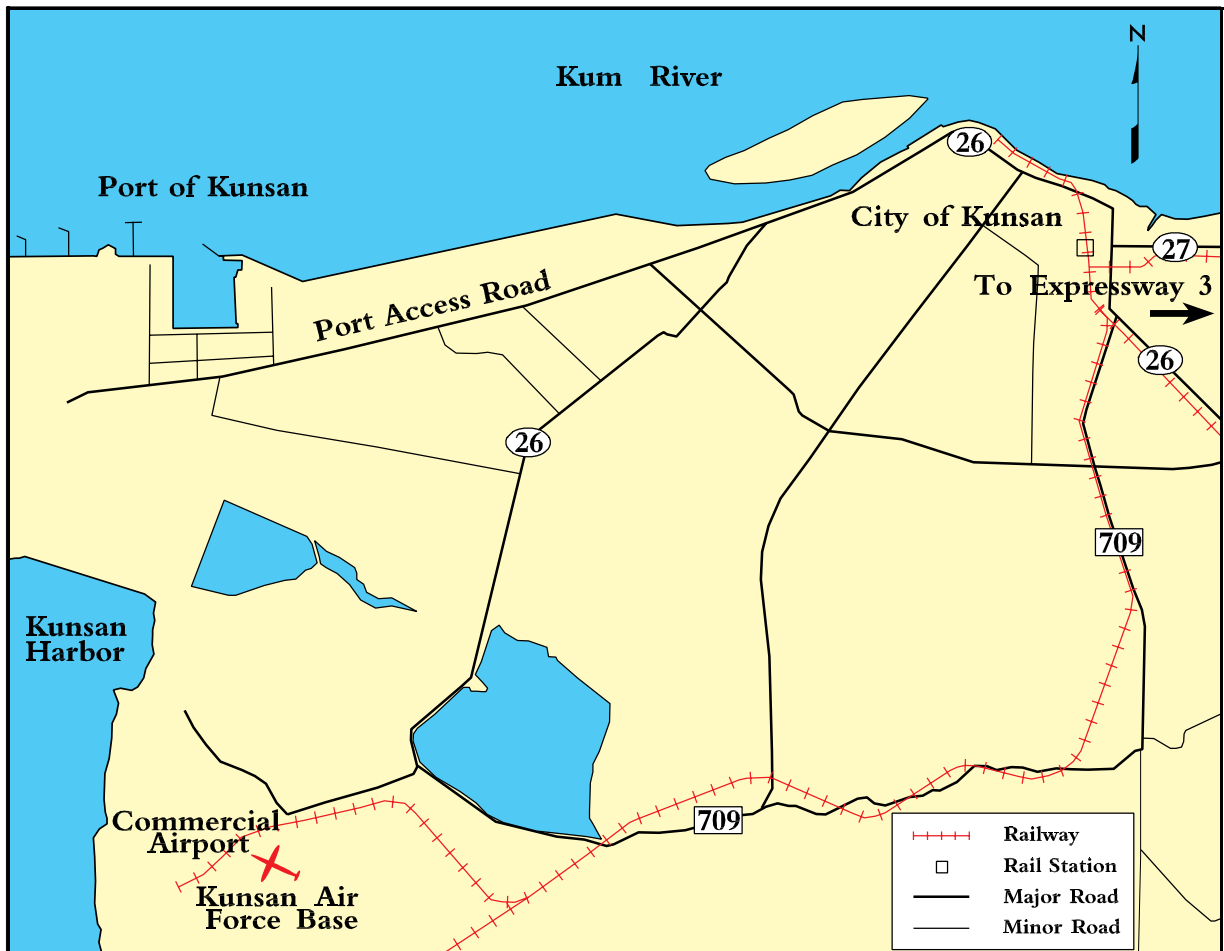 N
Kum River
26
Port of Kunsan
City of Kunsan
27
To Expressway 3
Port Access Road
26
26
709
Kunsan
Harbor
Commercial
Airport
709
Kunsan Air
Force Base
Railway
Rail Station
Major Road
Minor Road